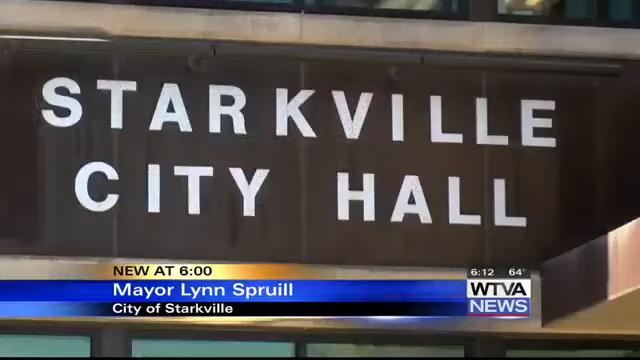 STARKVILLE
CITY HALL
NEW AT 6:00
Mayor Lynn Spruill
City of Starkville
6:12 64°
WTVA
NEWS